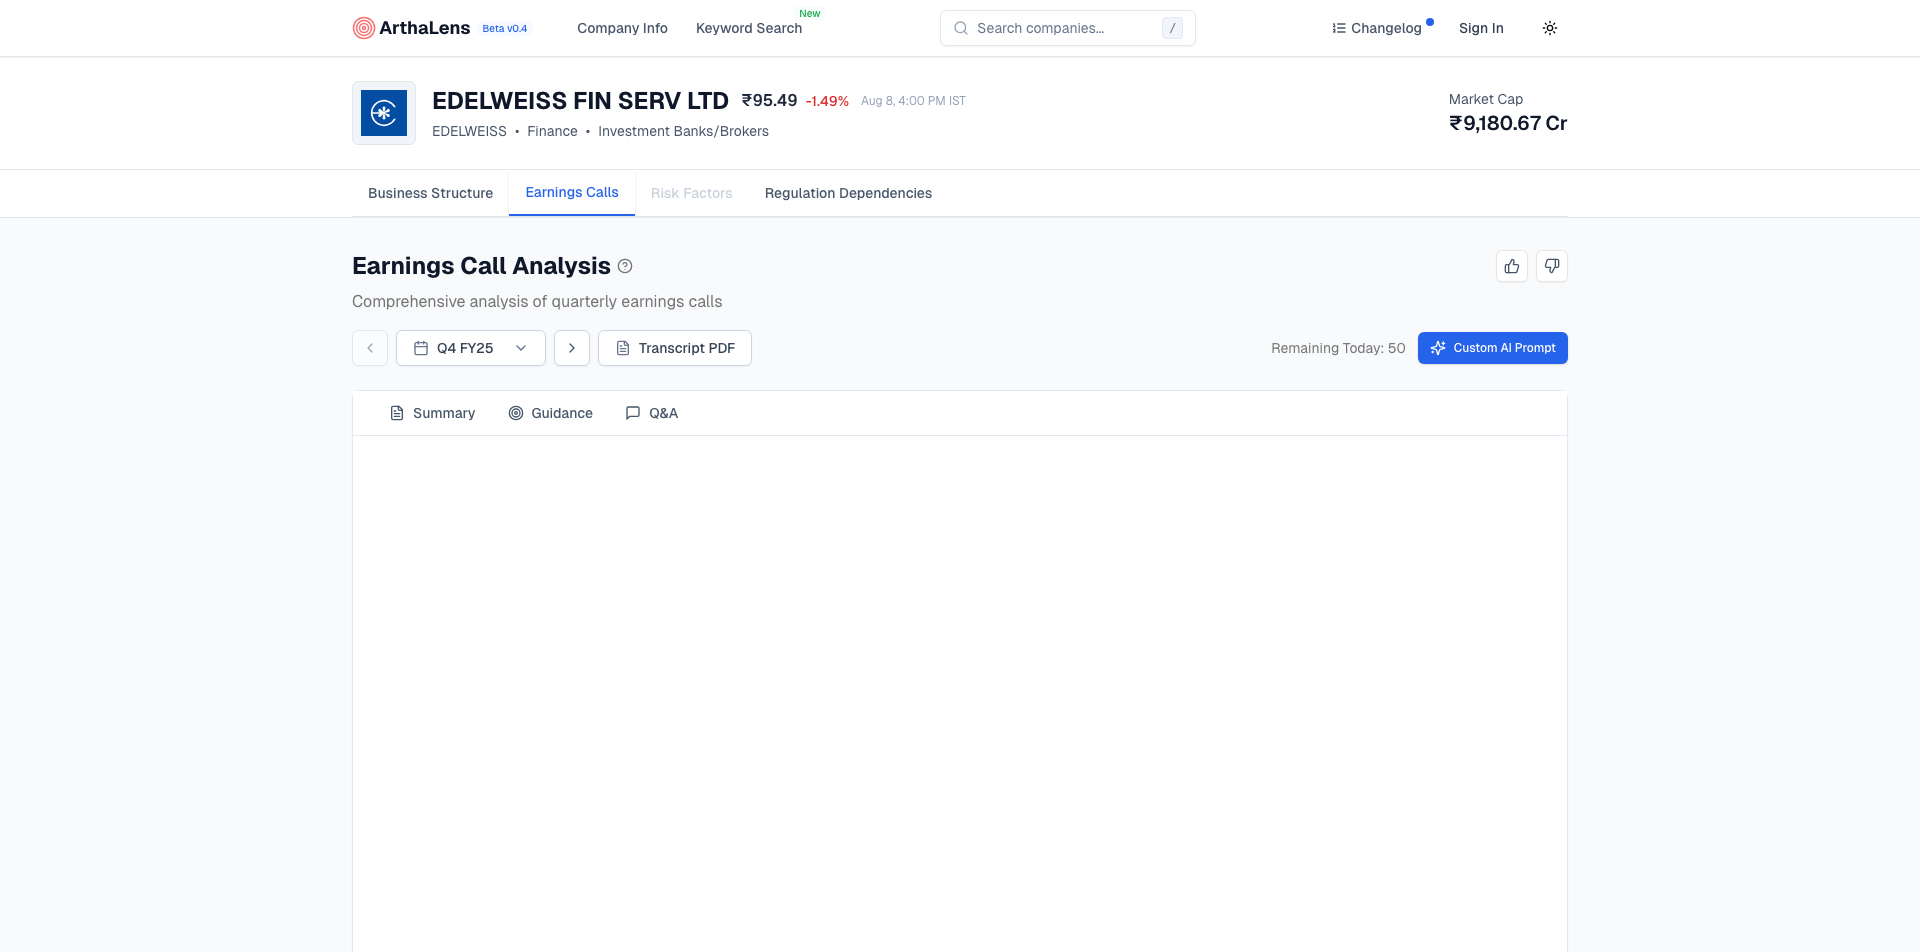 ArthaLens Beta v0.4 Company Info Keyword Search New Search companies... / Changelog Sign In
EDELWEISS FIN SERV LTD ₹95.49 -1.49% Aug 8, 4:00 PM IST
EDELWEISS • Finance • Investment Banks/Brokers
Market Cap
₹9,180.67 Cr
Business Structure Earnings Calls Risk Factors Regulation Dependencies
Earnings Call Analysis
Comprehensive analysis of quarterly earnings calls
Q4 FY25 Transcript PDF Remaining Today: 50 Custom AI Prompt
Summary Guidance Q&A